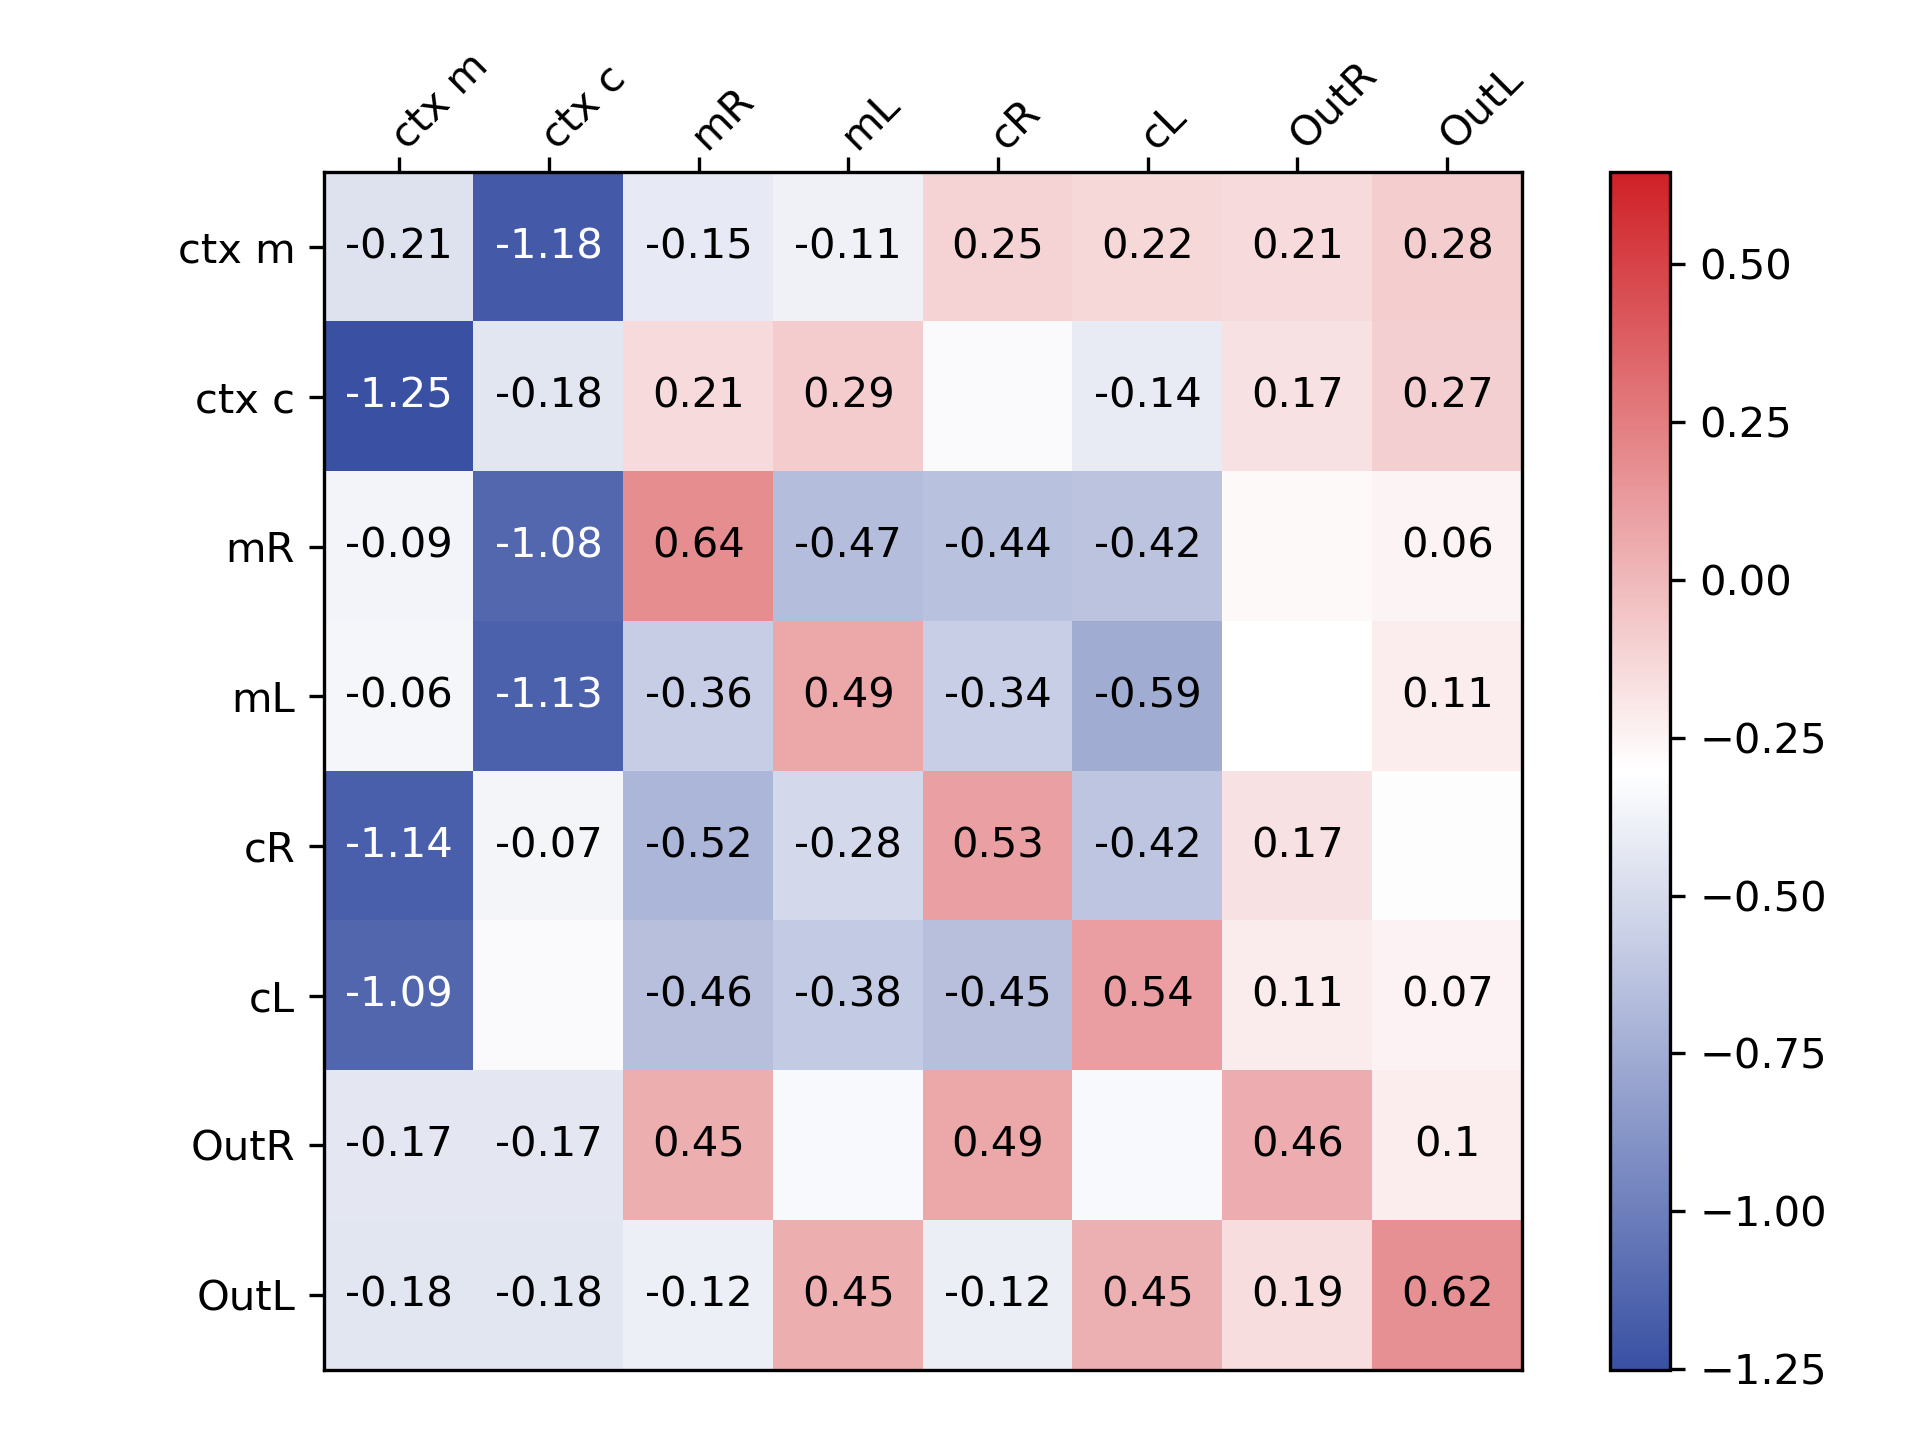 ctx m ctx c mR mL cR cL OutR OutL
ctx m -0.21 -1.18 -0.15 -0.11 0.25 0.22 0.21 0.28
ctx c -1.25 -0.18 0.21 0.29 -0.14 0.17 0.27
mR -0.09 -1.08 0.64 -0.47 -0.44 -0.42 0.06
mL -0.06 -1.13 -0.36 0.49 -0.34 -0.59 0.11
cR -1.14 -0.07 -0.52 -0.28 0.53 -0.42 0.17
cL -1.09 -0.46 -0.38 -0.45 0.54 0.11 0.07
OutR -0.17 -0.17 0.45 0.49 0.46 0.1
OutL -0.18 -0.18 -0.12 0.45 -0.12 0.45 0.19 0.62
0.50
0.25
0.00
−0.25
−0.50
−0.75
−1.00
−1.25